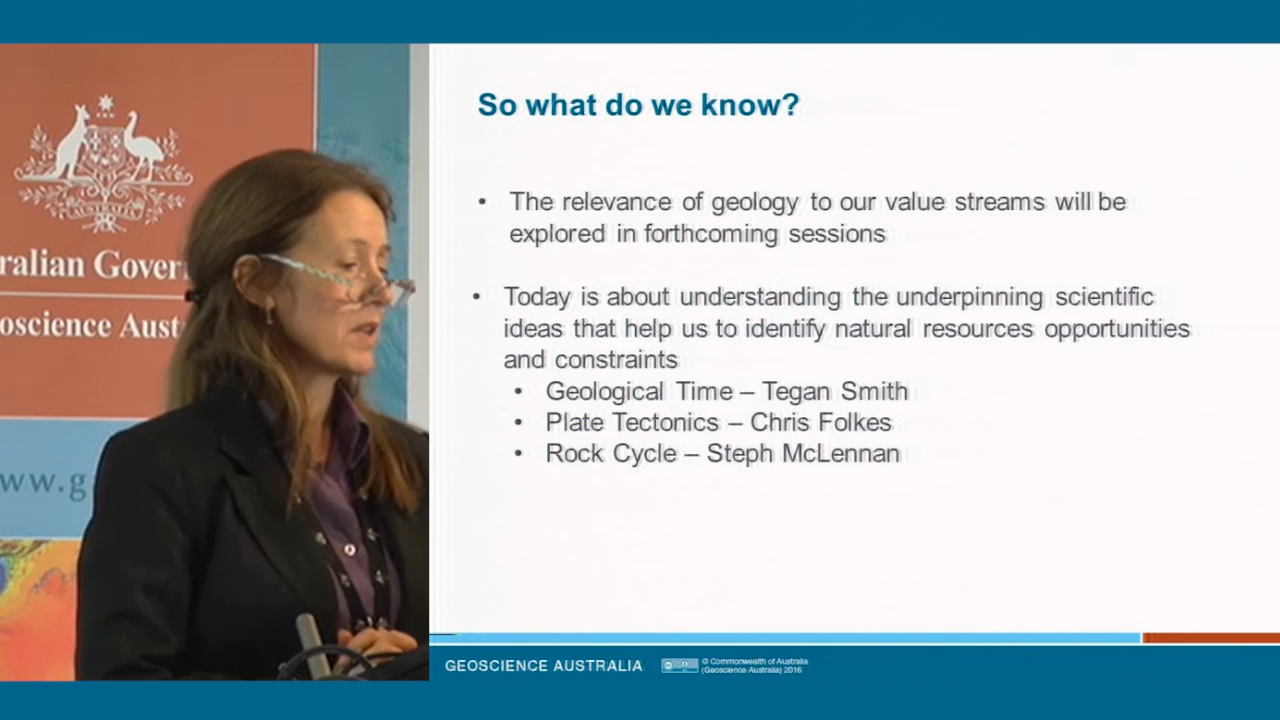 AUSTRALIA
ralian Gover
oscience Aust
ww.g
So what do we know?
• The relevance of geology to our value streams will be
explored in forthcoming sessions
• Today is about understanding the underpinning scientific
ideas that help us to identify natural resources opportunities
and constraints
• Geological Time – Tegan Smith
• Plate Tectonics – Chris Folkes
• Rock Cycle – Steph McLennan
GEOSCIENCE AUSTRALIA
© Commonwealth of Australia
(Geoscience Australia) 2016